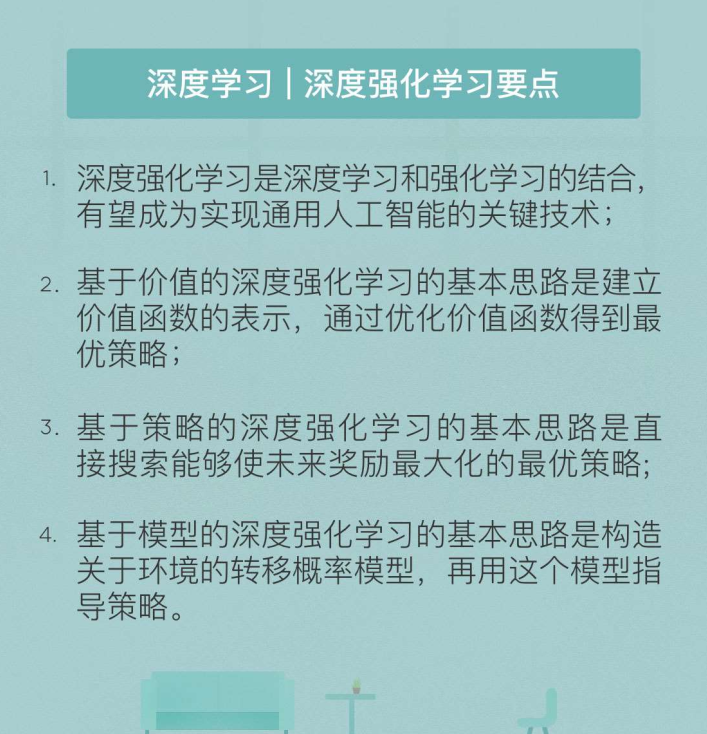 深度学习｜深度强化学习要点
1. 深度强化学习是深度学习和强化学习的结合，
有望成为实现通用人工智能的关键技术；
2. 基于价值的深度强化学习的基本思路是建立
价值函数的表示，通过优化价值函数得到最
优策略；
3. 基于策略的深度强化学习的基本思路是直
接搜索能够使未来奖励最大化的最优策略;
4. 基于模型的深度强化学习的基本思路是构造
关于环境的转移概率模型，再用这个模型指
导策略。